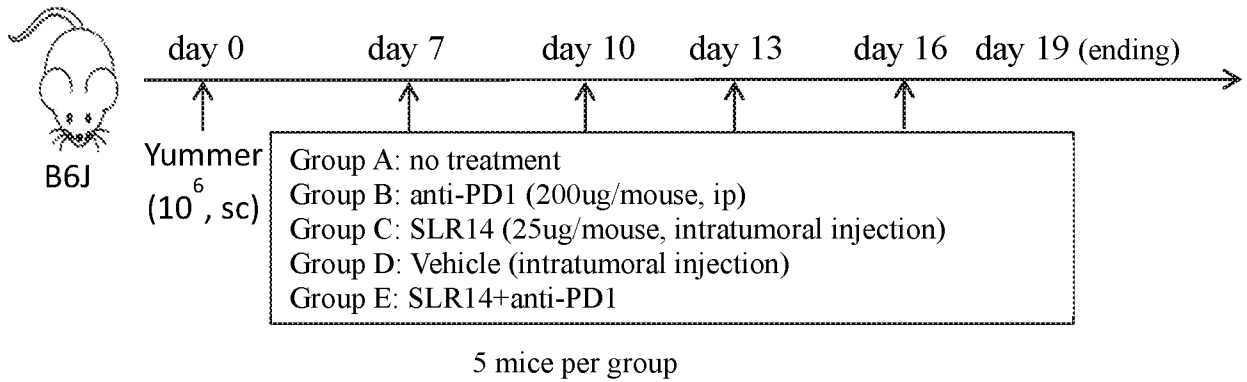 day 0 day 7 day 10 day 13 day 16 day 19 (ending)
B6J
Yummer
(10^6, sc)
Group A: no treatment
Group B: anti-PD1 (200ug/mouse, ip)
Group C: SLR14 (25ug/mouse, intratumoral injection)
Group D: Vehicle (intratumoral injection)
Group E: SLR14+anti-PD1
5 mice per group